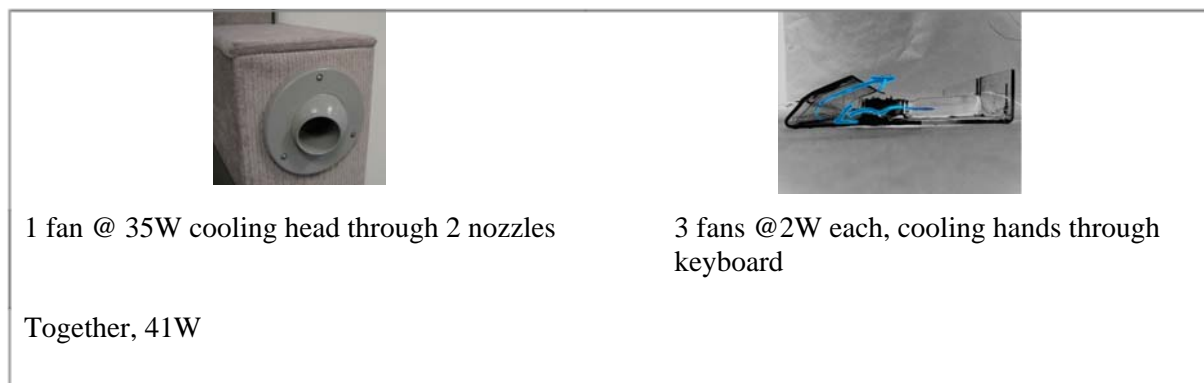 1 fan @ 35W cooling head through 2 nozzles
3 fans @2W each, cooling hands through
keyboard
Together, 41W